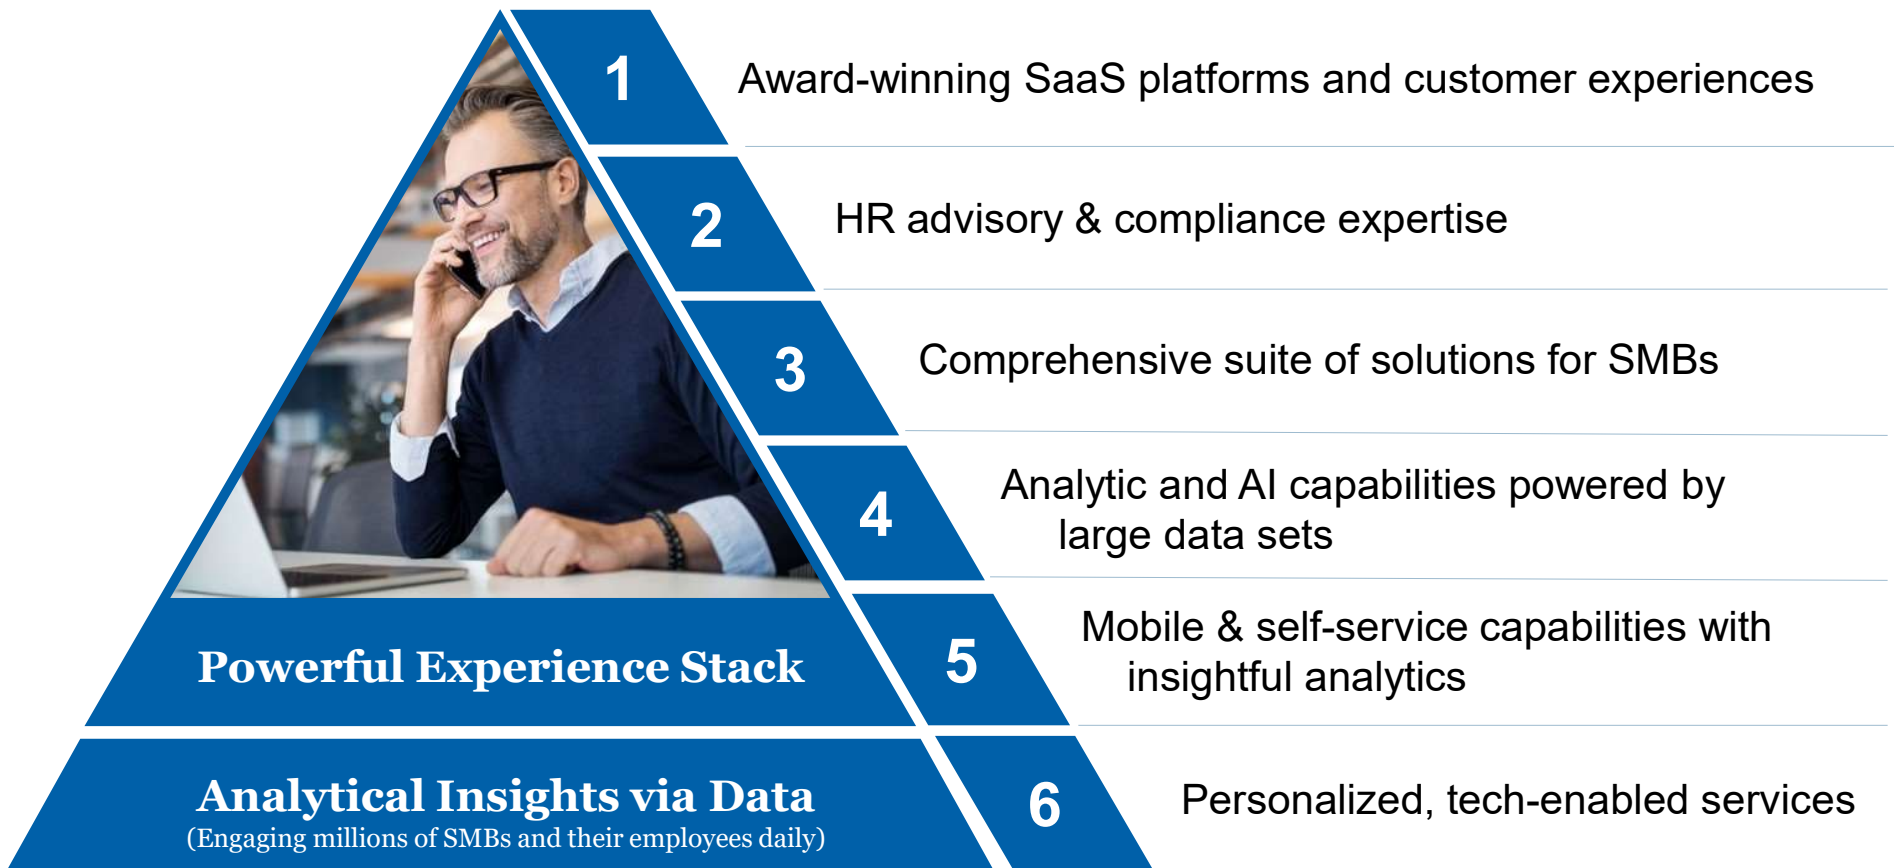 1
Award-winning SaaS platforms and customer experiences
2
HR advisory & compliance expertise
3
Comprehensive suite of solutions for SMBs
4
Analytic and AI capabilities powered by
large data sets
5
Mobile & self-service capabilities with
insightful analytics
6
Personalized, tech-enabled services
Powerful Experience Stack
Analytical Insights via Data
(Engaging millions of SMBs and their employees daily)